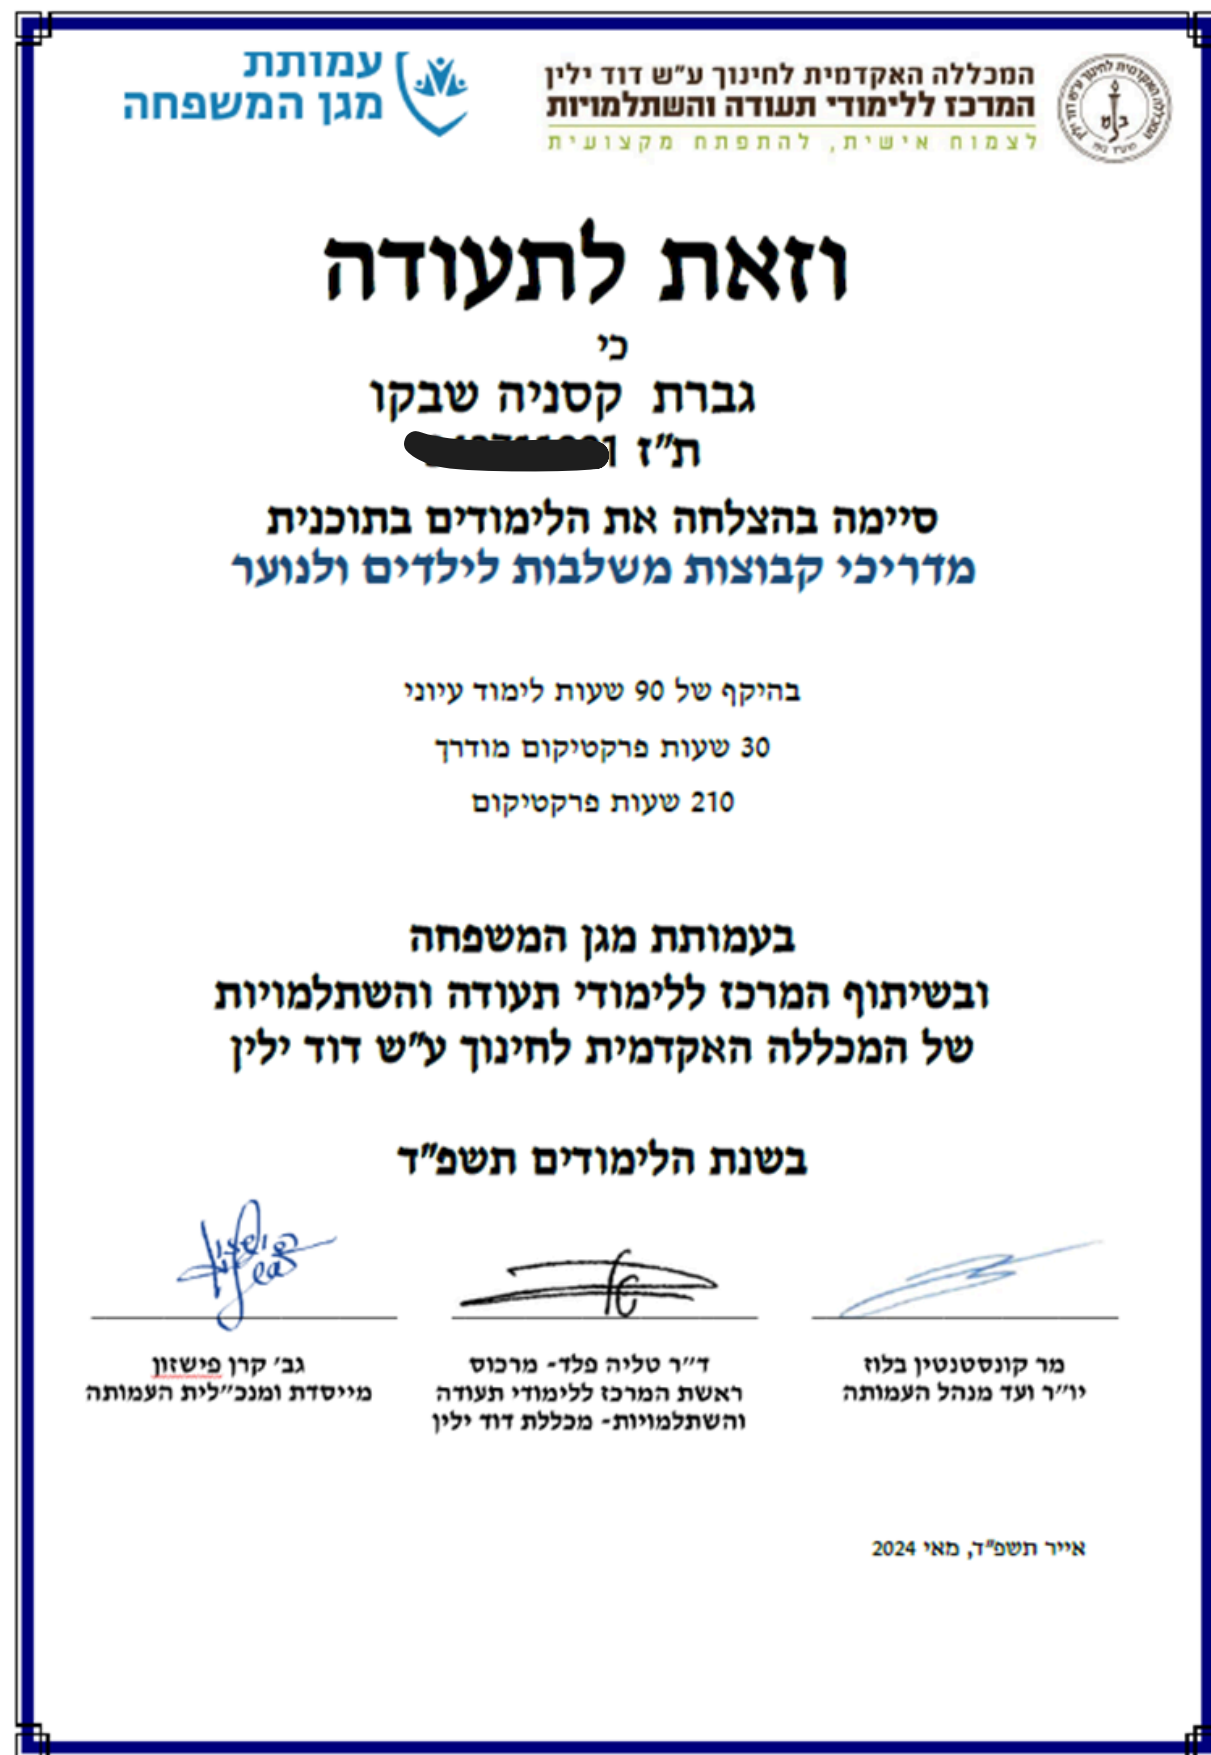 המכללה האקדמית לחינוך ע"ש דוד ילין
המרכז ללימודי תעודה והשתלמויות
לצמוח אישית, להתפתח מקצועית
עמותת
מגן המשפחה
וזאת לתעודה
כי
גברת קסניה שבקו
ת"ז
סיימה בהצלחה את הלימודים בתוכנית
מדריכי קבוצות משלבות לילדים ולנוער
בהיקף של 90 שעות לימוד עיוני
30 שעות פרקטיקום מודרך
210 שעות פרקטיקום
בעמותת מגן המשפחה
ובשיתוף המרכז ללימודי תעודה והשתלמויות
של המכללה האקדמית לחינוך ע"ש דוד ילין
בשנת הלימודים תשפ"ד
מר קונסטנטין בלוז
יו"ר ועד מנהל העמותה
ד"ר טליה פלד- מרכוס
ראשת המרכז ללימודי תעודה
והשתלמויות- מכללת דוד ילין
גב' קרן פישזון
מייסדת ומנכ"לית העמותה
אייר תשפ"ד, מאי 2024